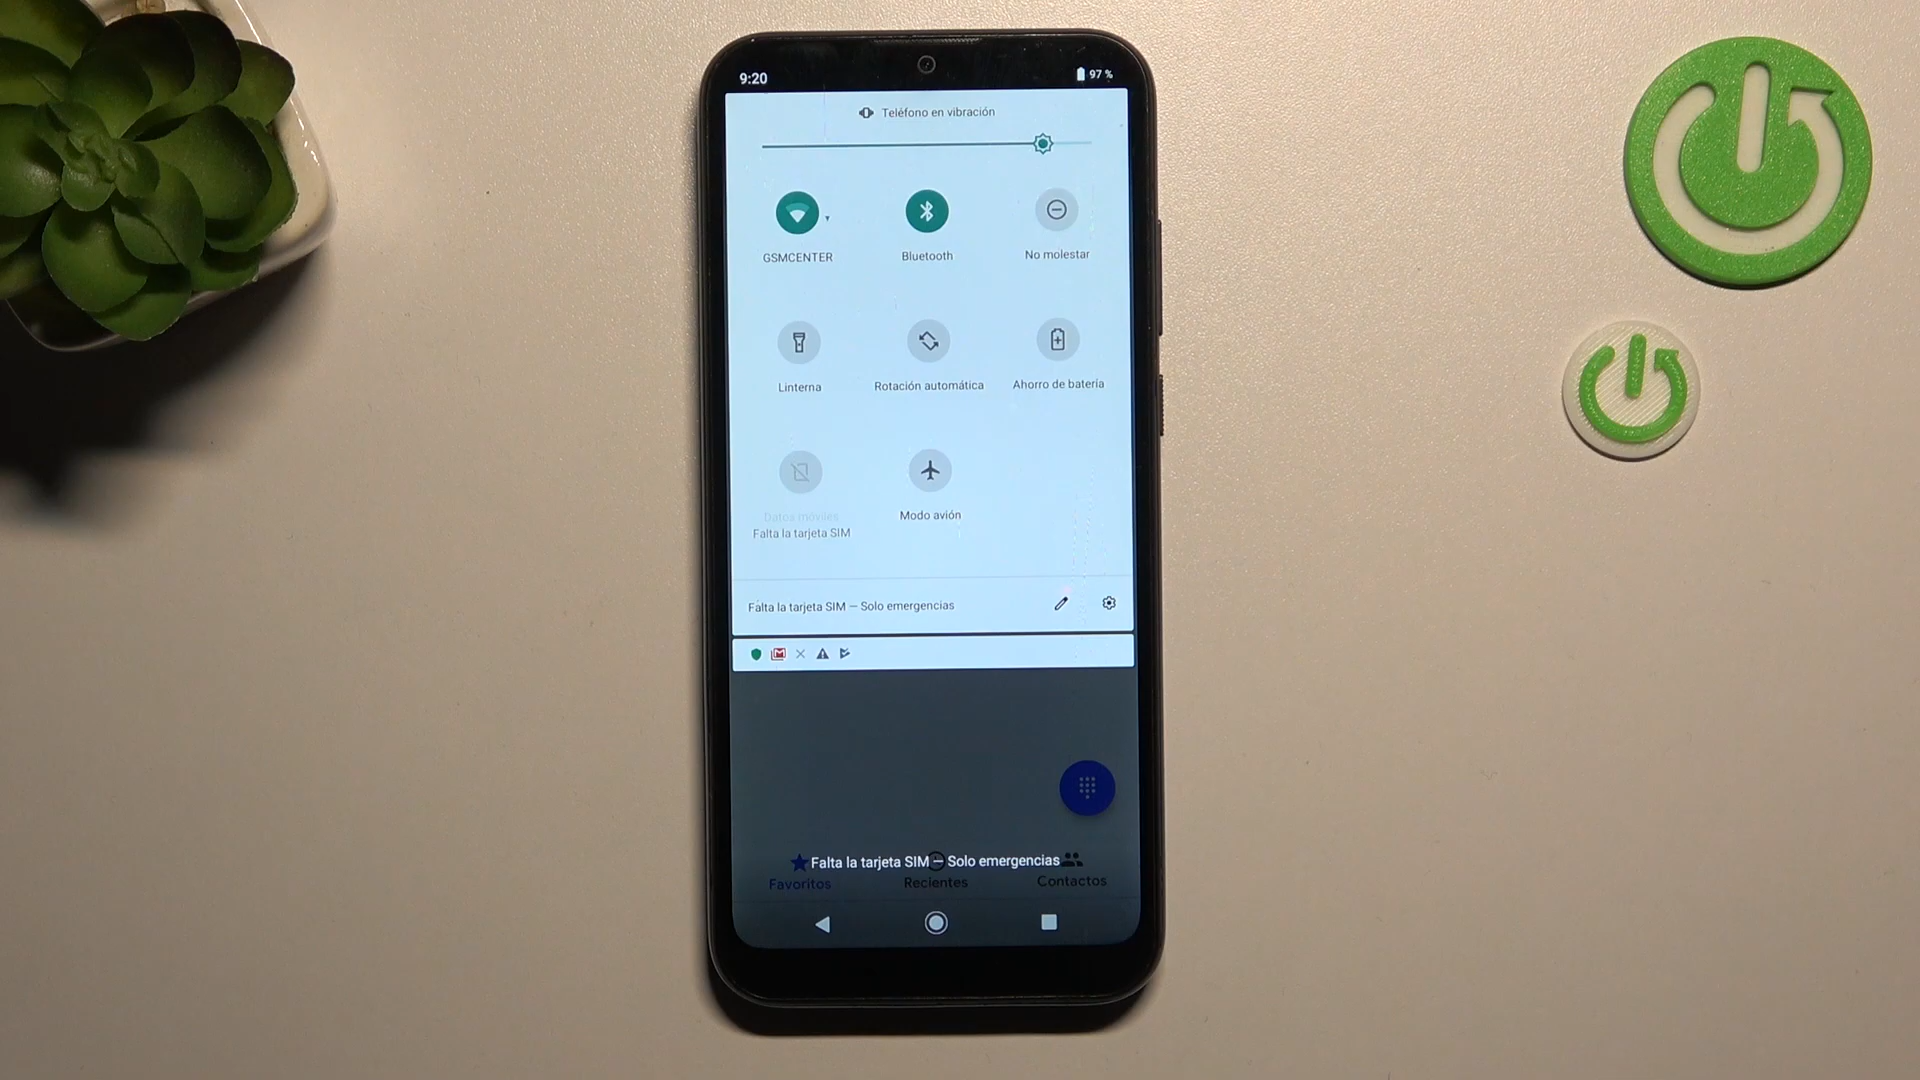 9:20
97 %
Teléfono en vibración
GSMCENTER
Bluetooth
No molestar
Linterna
Rotación automática
Ahorro de batería
Datos móviles
Falta la tarjeta SIM
Modo avión
Falta la tarjeta SIM — Solo emergencias
Falta la tarjeta SIM — Solo emergencias
Favoritos
Recientes
Contactos